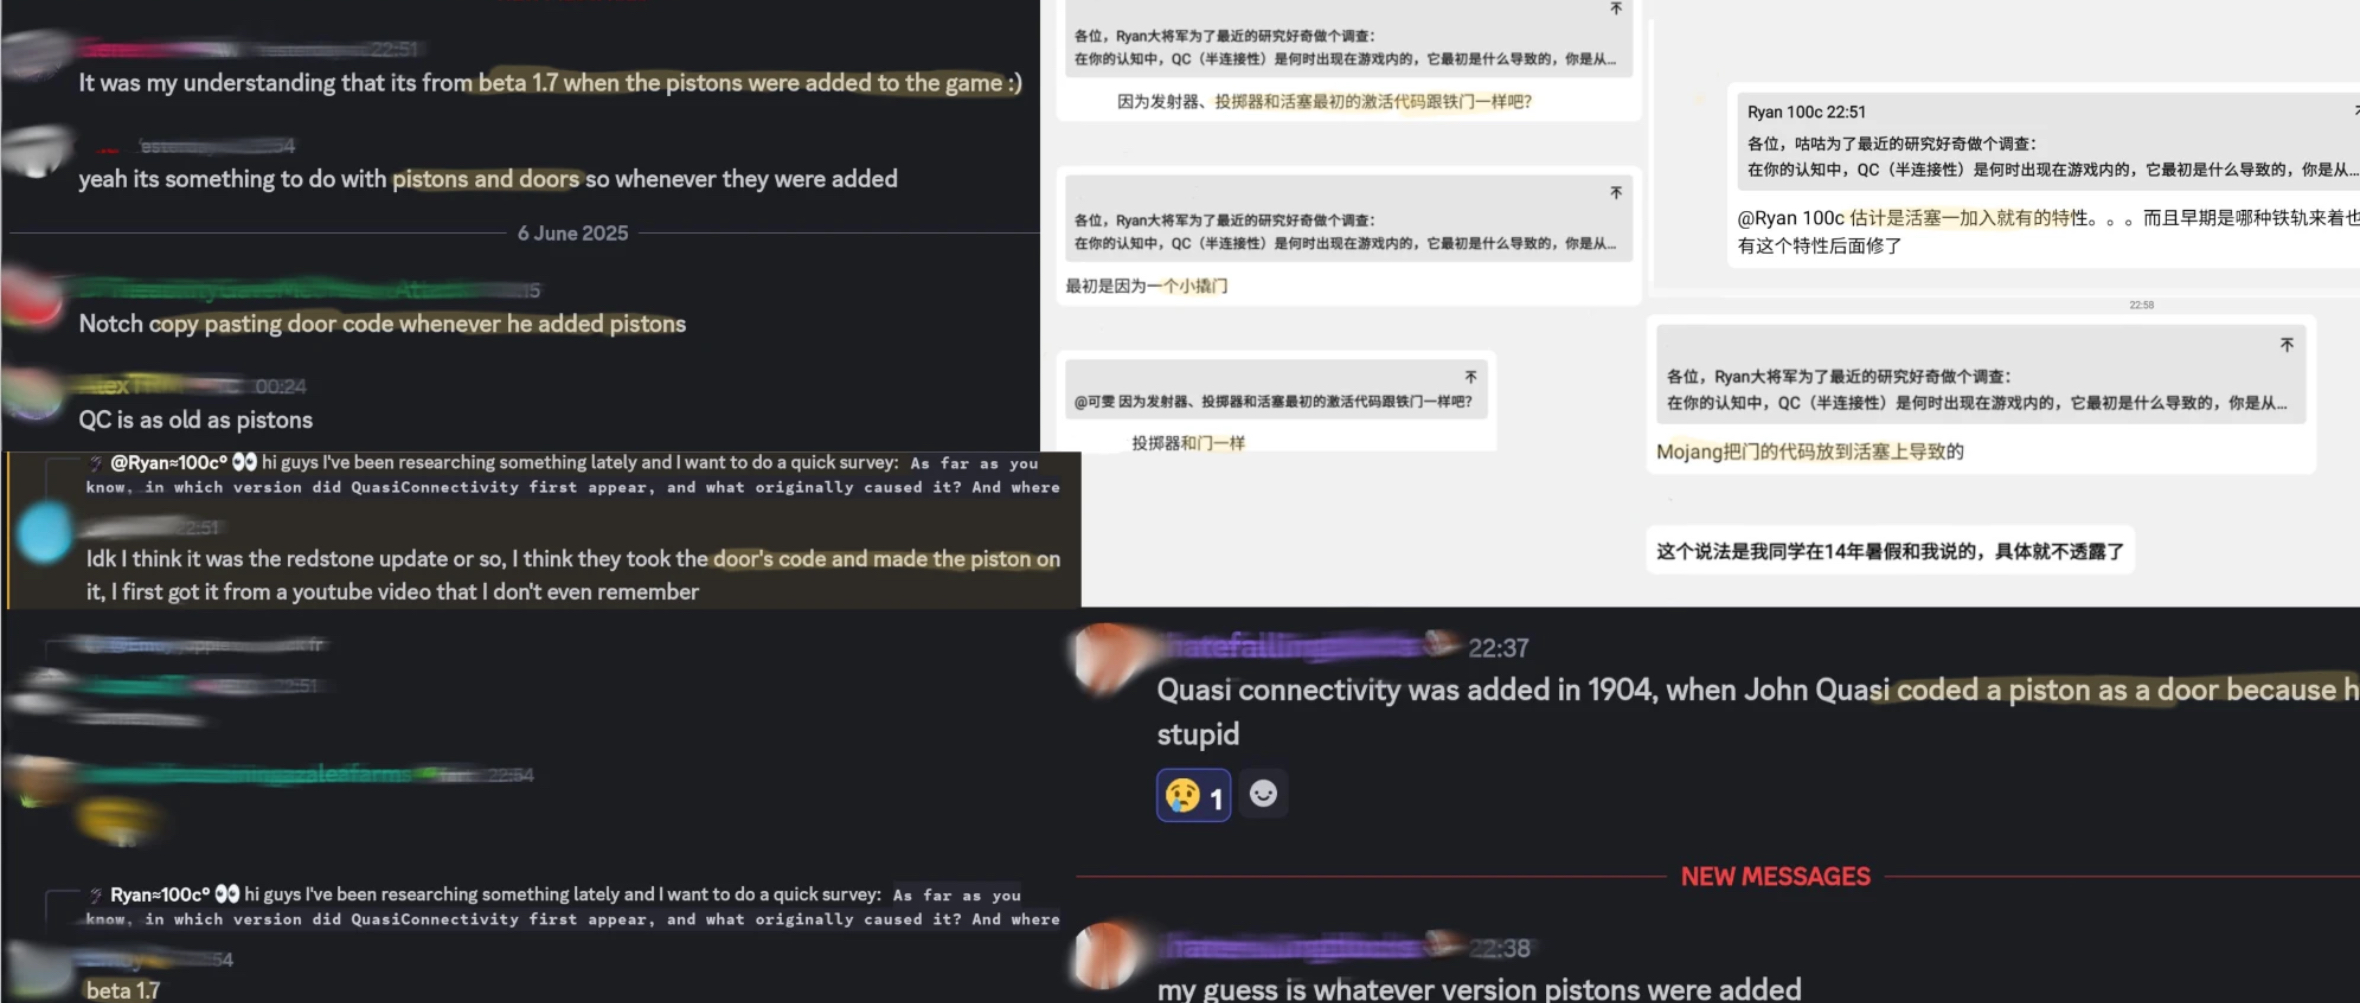 22:51
It was my understanding that its from beta 1.7 when the pistons were added to the game :)
yeah its something to do with pistons and doors so whenever they were added
6 June 2025
Notch copy pasting door code whenever he added pistons
00:24
QC is as old as pistons
@Ryan≈100c° 👀 hi guys I've been researching something lately and I want to do a quick survey: As far as you
know, in which version did QuasiConnectivity first appear, and what originally caused it? And where
22:51
Idk I think it was the redstone update or so, I think they took the door's code and made the piston on
it, I first got it from a youtube video that I don't even remember
22:51
22:54
Ryan≈100c° 👀 hi guys I've been researching something lately and I want to do a quick survey: As far as you
know, in which version did QuasiConnectivity first appear, and what originally caused it? And where
54
beta 1.7
各位，Ryan大将军为了最近的研究好奇做个调查：
在你的认知中，QC（半连接性）是何时出现在游戏内的，它最初是什么导致的，你是从...
因为发射器、投掷器和活塞最初的激活代码跟铁门一样吧？
各位，Ryan大将军为了最近的研究好奇做个调查：
在你的认知中，QC（半连接性）是何时出现在游戏内的，它最初是什么导致的，你是从...
最初是因为一个小撬门
@可雯 因为发射器、投掷器和活塞最初的激活代码跟铁门一样吧？
投掷器和门一样
Ryan 100c 22:51
各位，咕咕为了最近的研究好奇做个调查：
在你的认知中，QC（半连接性）是何时出现在游戏内的，它最初是什么导致的，你是从...
@Ryan 100c 估计是活塞一加入就有的特性。。。而且早期是哪种铁轨来着也
有这个特性后面修了
22:58
各位，Ryan大将军为了最近的研究好奇做个调查：
在你的认知中，QC（半连接性）是何时出现在游戏内的，它最初是什么导致的，你是从...
Mojang把门的代码放到活塞上导致的
这个说法是我同学在14年暑假和我说的，具体就不透露了
22:37
Quasi connectivity was added in 1904, when John Quasi coded a piston as a door because h
stupid
1
NEW MESSAGES
22:38
my guess is whatever version pistons were added